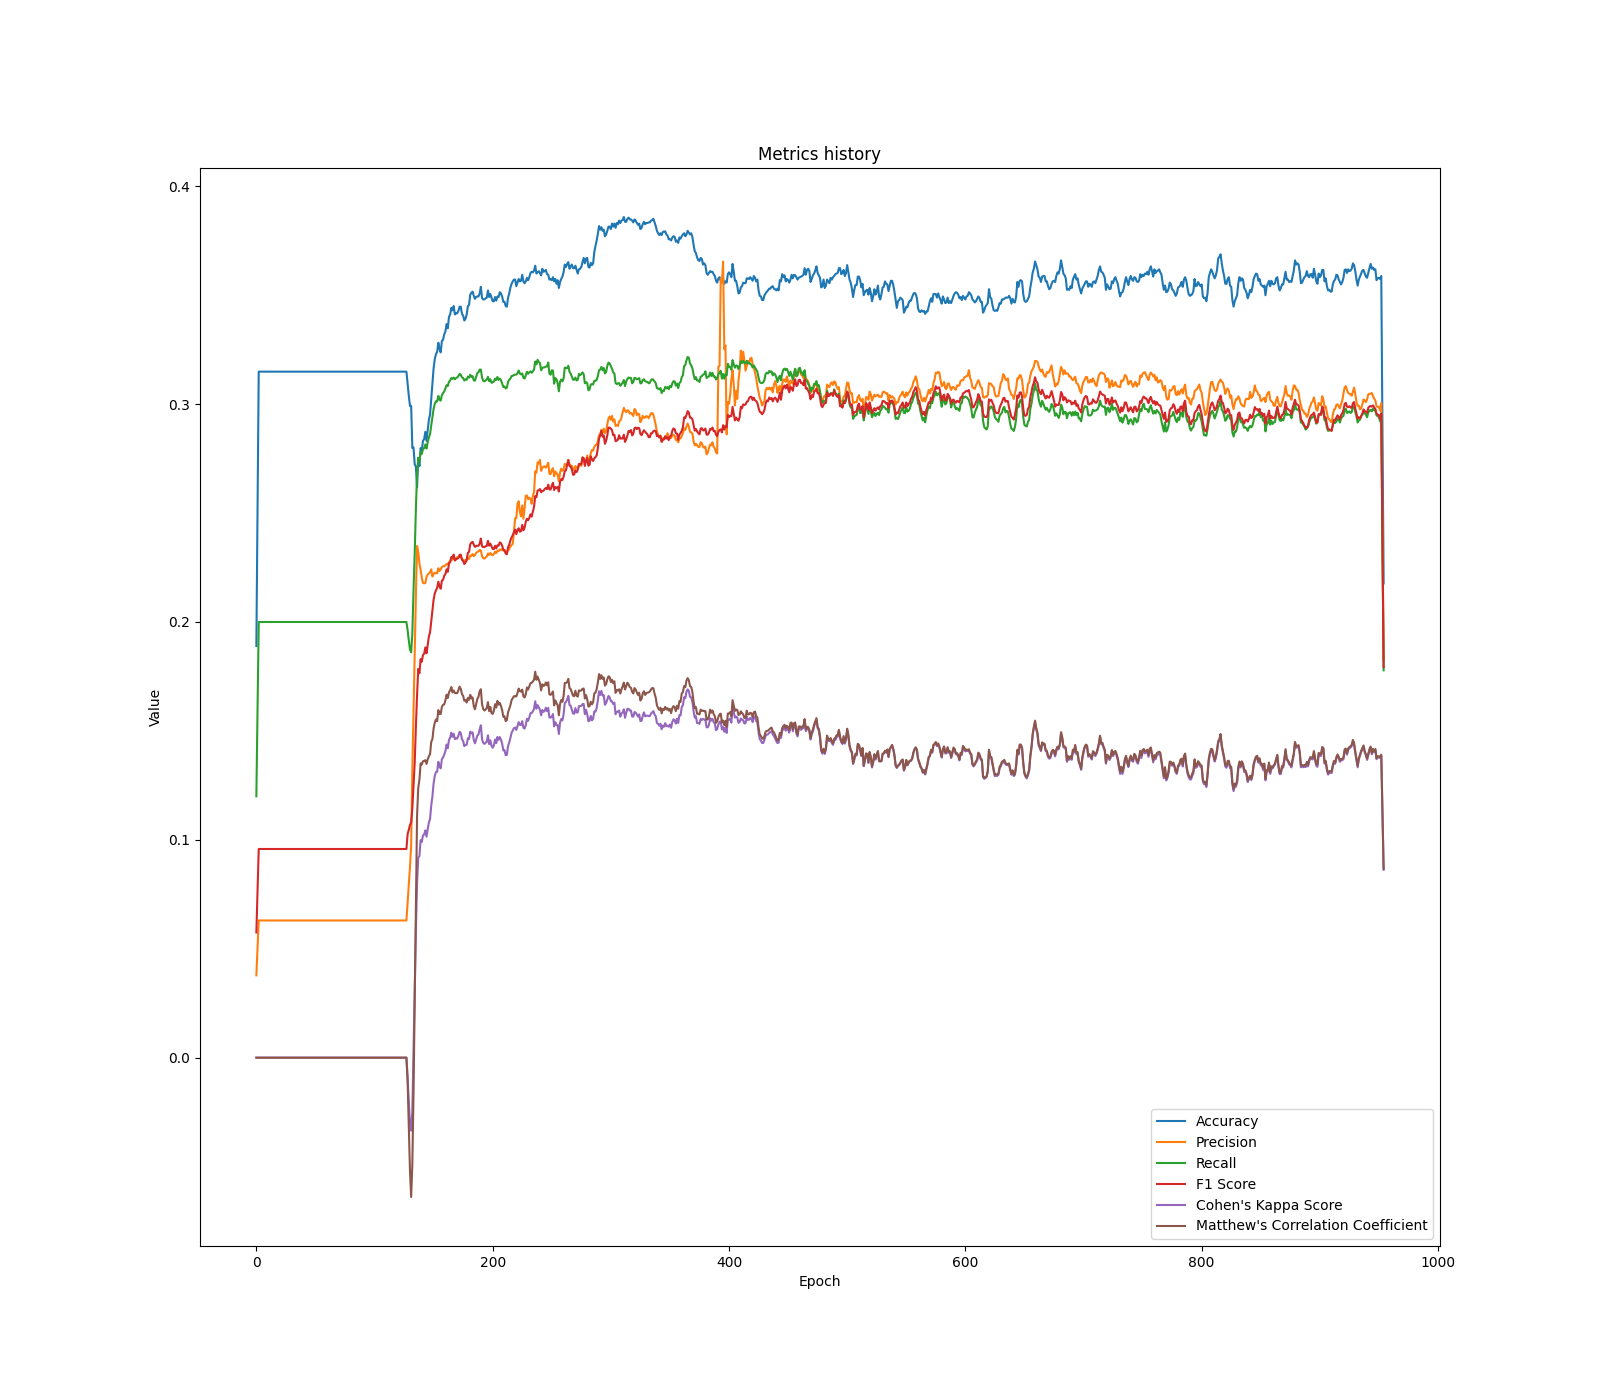 Metrics history
0.4
0.3
0.2
0.1
0.0
Value
0 200 400 600 800 1000
Epoch
Accuracy
Precision
Recall
F1 Score
Cohen's Kappa Score
Matthew's Correlation Coefficient